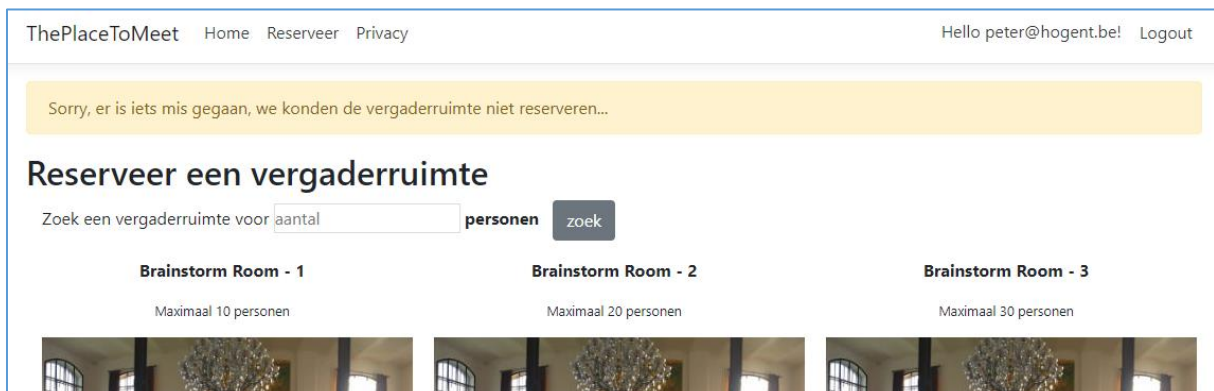 ThePlaceToMeet Home Reserveer Privacy Hello peter@hogent.be! Logout
Sorry, er is iets mis gegaan, we konden de vergaderruimte niet reserveren...
Reserveer een vergaderruimte
Zoek een vergaderruimte voor aantal personen zoek
Brainstorm Room - 1 Brainstorm Room - 2 Brainstorm Room - 3
Maximaal 10 personen Maximaal 20 personen Maximaal 30 personen